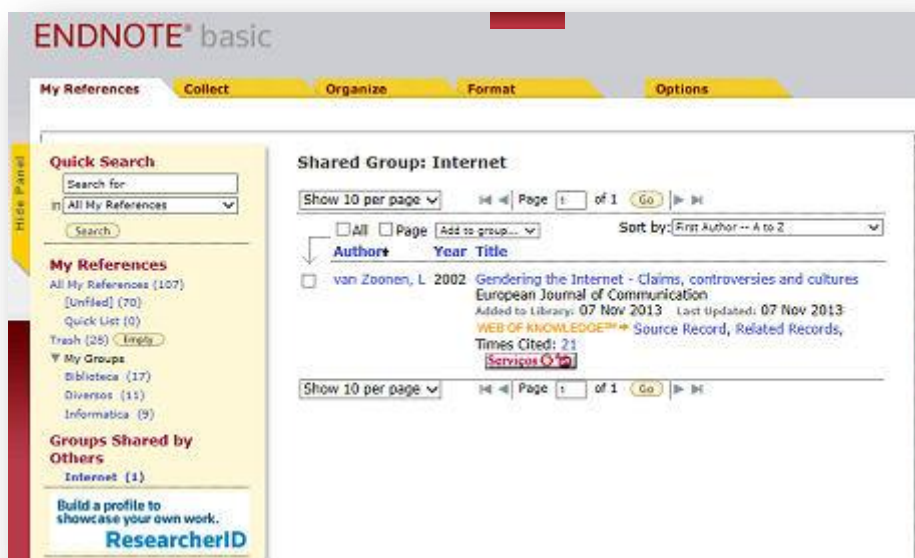 ENDNOTE® basic
My References Collect Organize Format Options
Hide Panel
Quick Search
Search for
in All My References
Search
My References
All My References (107)
[Unfiled] (70)
Quick List (0)
Trash (28) Empty
▼ My Groups
Biblioteca (17)
Diversos (11)
Informatica (9)
Groups Shared by
Others
Internet (1)
Build a profile to
showcase your own work.
ResearcherID
Shared Group: Internet
Show 10 per page Page 1 of 1 Go
All Page Add to group... Sort by: First Author -- A to Z
Author Year Title
van Zoonen, L 2002 Gendering the Internet - Claims, controversies and cultures
European Journal of Communication
Added to Library: 07 Nov 2013 Last Updated: 07 Nov 2013
WEB OF KNOWLEDGE℠ Source Record, Related Records,
Times Cited: 21
Serviços
Show 10 per page Page 1 of 1 Go